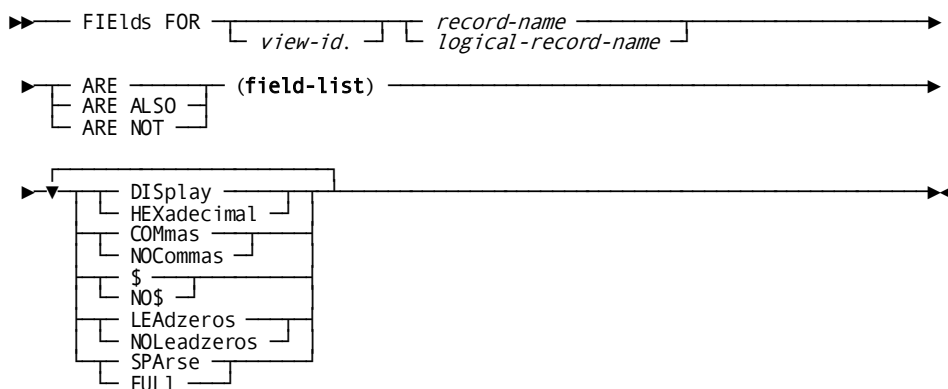 FIElds FOR record-name
view-id. logical-record-name
ARE (field-list)
ARE ALSO
ARE NOT
DISplay
HEXadecimal
COMmas
NOCommas
$
NO$
LEAdzeros
NOLeadzeros
SPArse
FULl